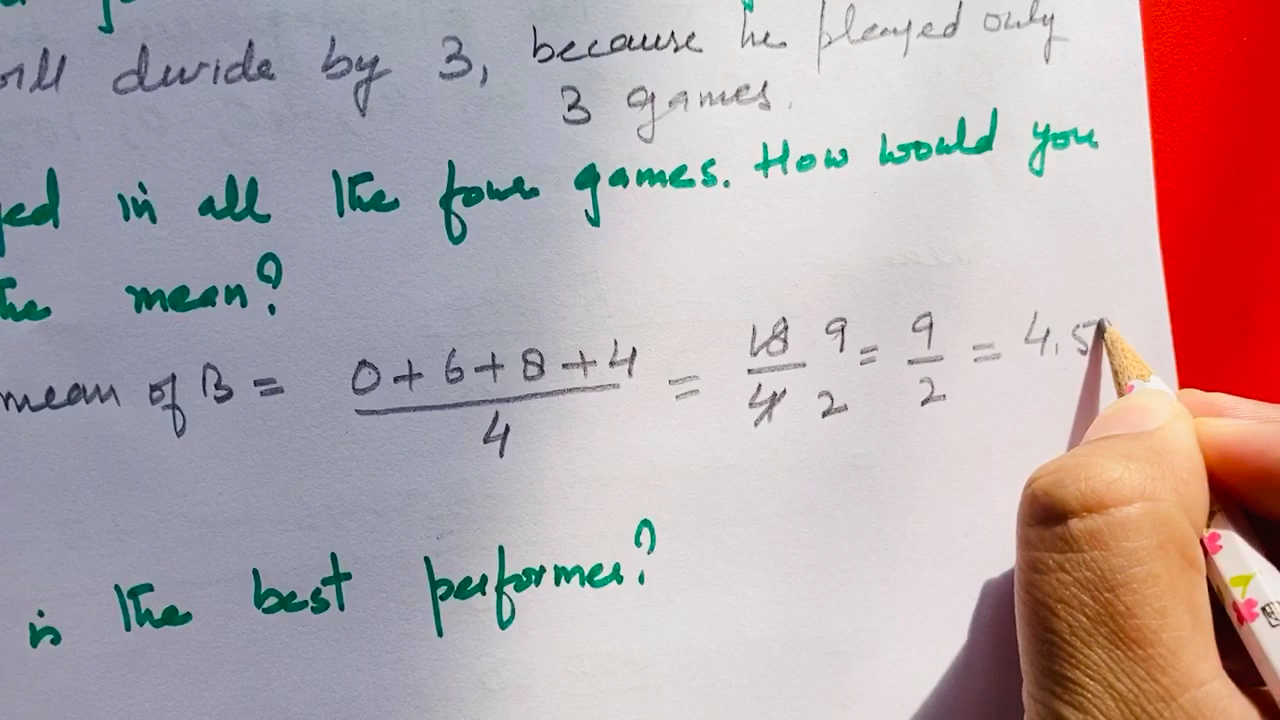 will divide by 3, because he played only
3 games.
in all the four games. How would you
the mean?
mean of B = 0+6+8+4 / 4 = 18 / 4 9 / 2 = 9 / 2 = 4.5
is the best performer?